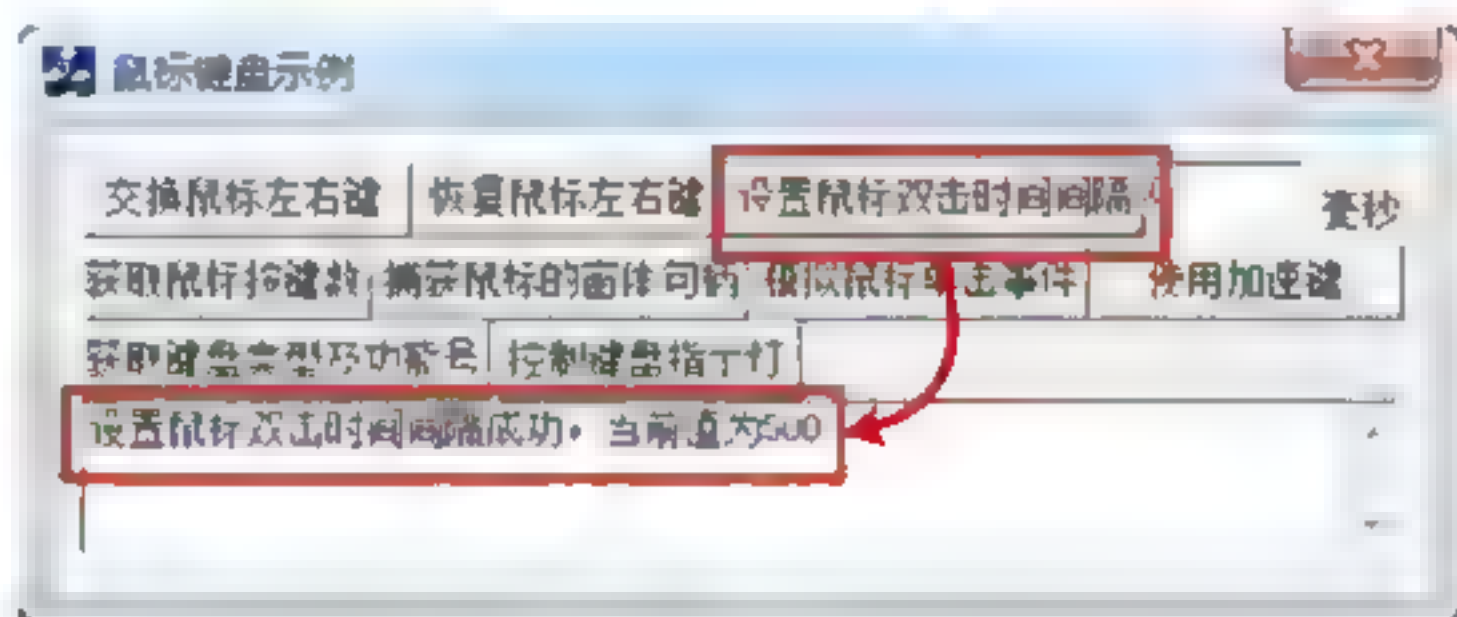 鼠标键盘示例
交换鼠标左右键 恢复鼠标左右键 设置鼠标双击时间间隔 毫秒
获取鼠标按键数 捕获鼠标的窗体句柄 模拟鼠标单击事件 使用加速键
获取键盘类型及功能号 控制键盘指示灯
设置鼠标双击时间间隔成功,当前值为500